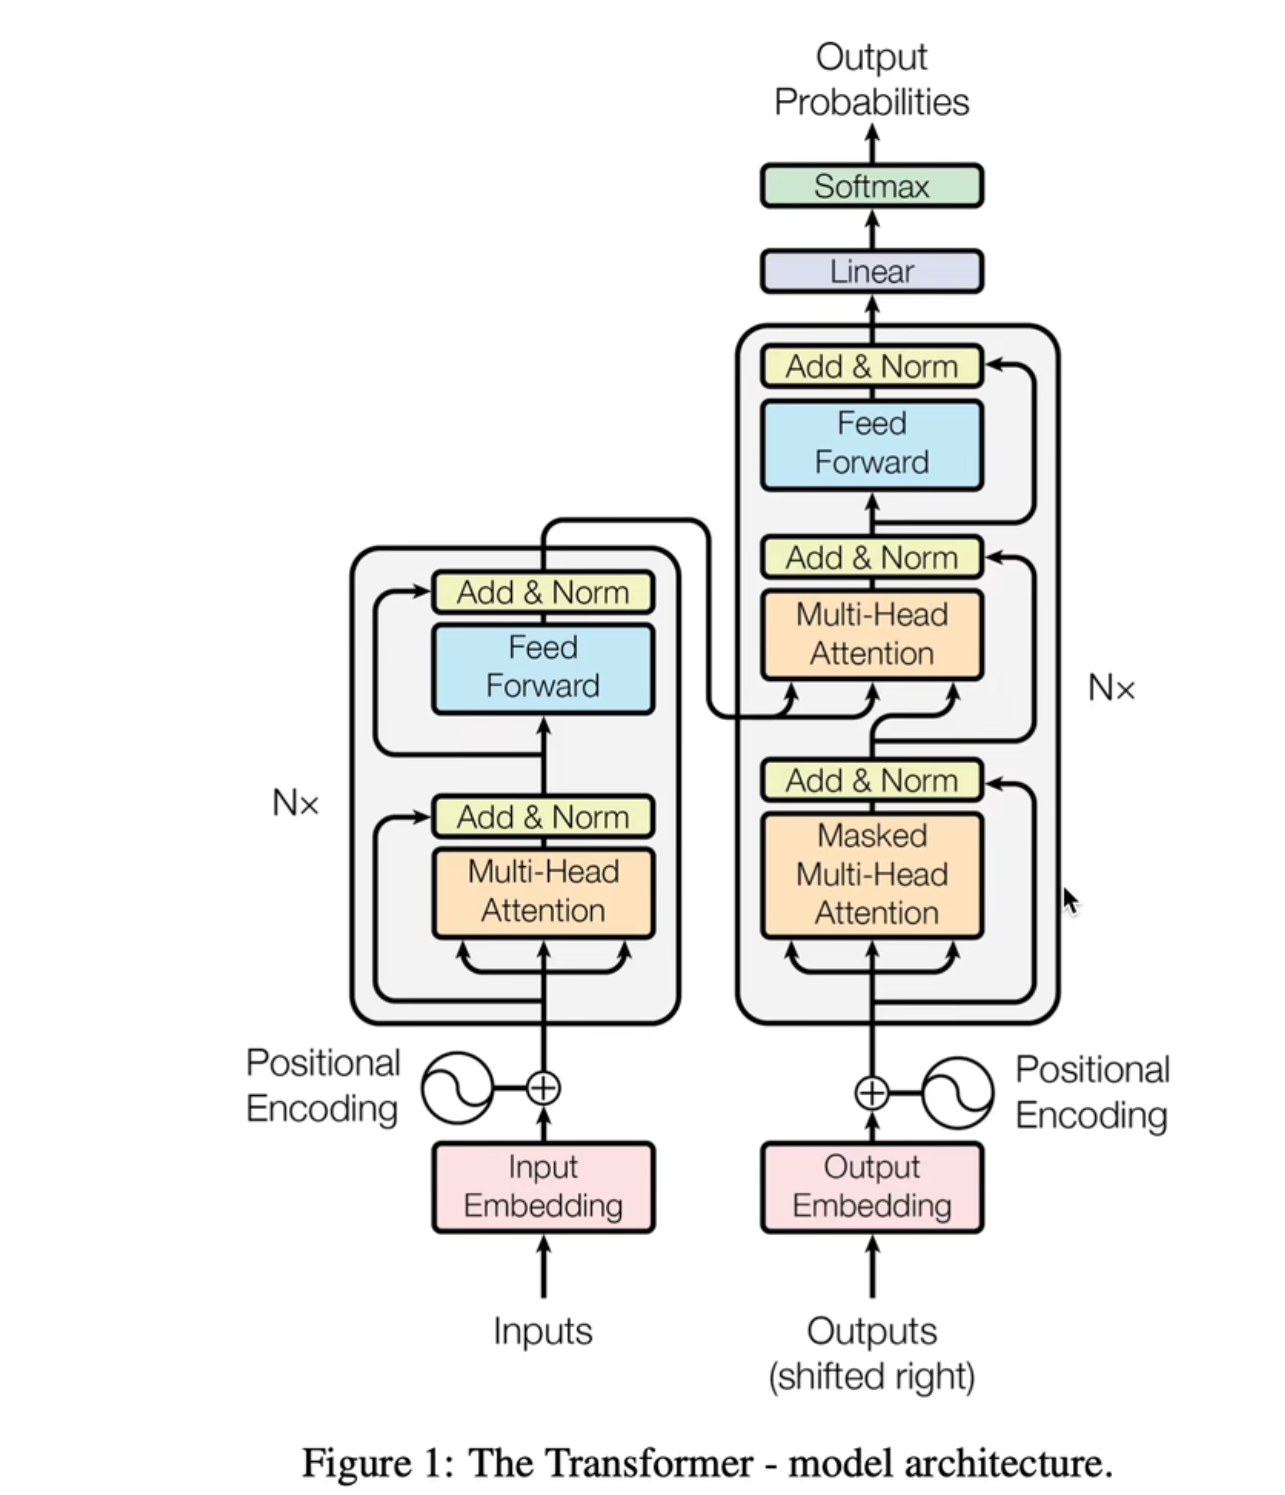 Output
Probabilities
Softmax
Linear
Add & Norm
Feed
Forward
Add & Norm
Multi-Head
Attention
Nx
Add & Norm
Masked
Multi-Head
Attention
Add & Norm
Feed
Forward
Nx
Add & Norm
Multi-Head
Attention
Positional
Encoding
Positional
Encoding
Input
Embedding
Output
Embedding
Inputs
Outputs
(shifted right)
Figure 1: The Transformer - model architecture.